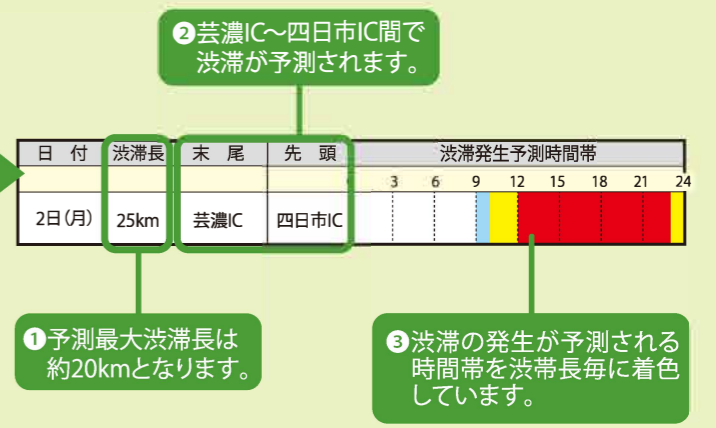 ❷芸濃IC~四日市IC間で
渋滞が予測されます。
日 付 渋滞長 末 尾 先 頭 渋滞発生予測時間帯
3 6 9 12 15 18 21 24
2日(月) 25km 芸濃IC 四日市IC
❶予測最大渋滞長は
約20kmとなります。
❸渋滞の発生が予測される
時間帯を渋帯長毎に着色
しています。